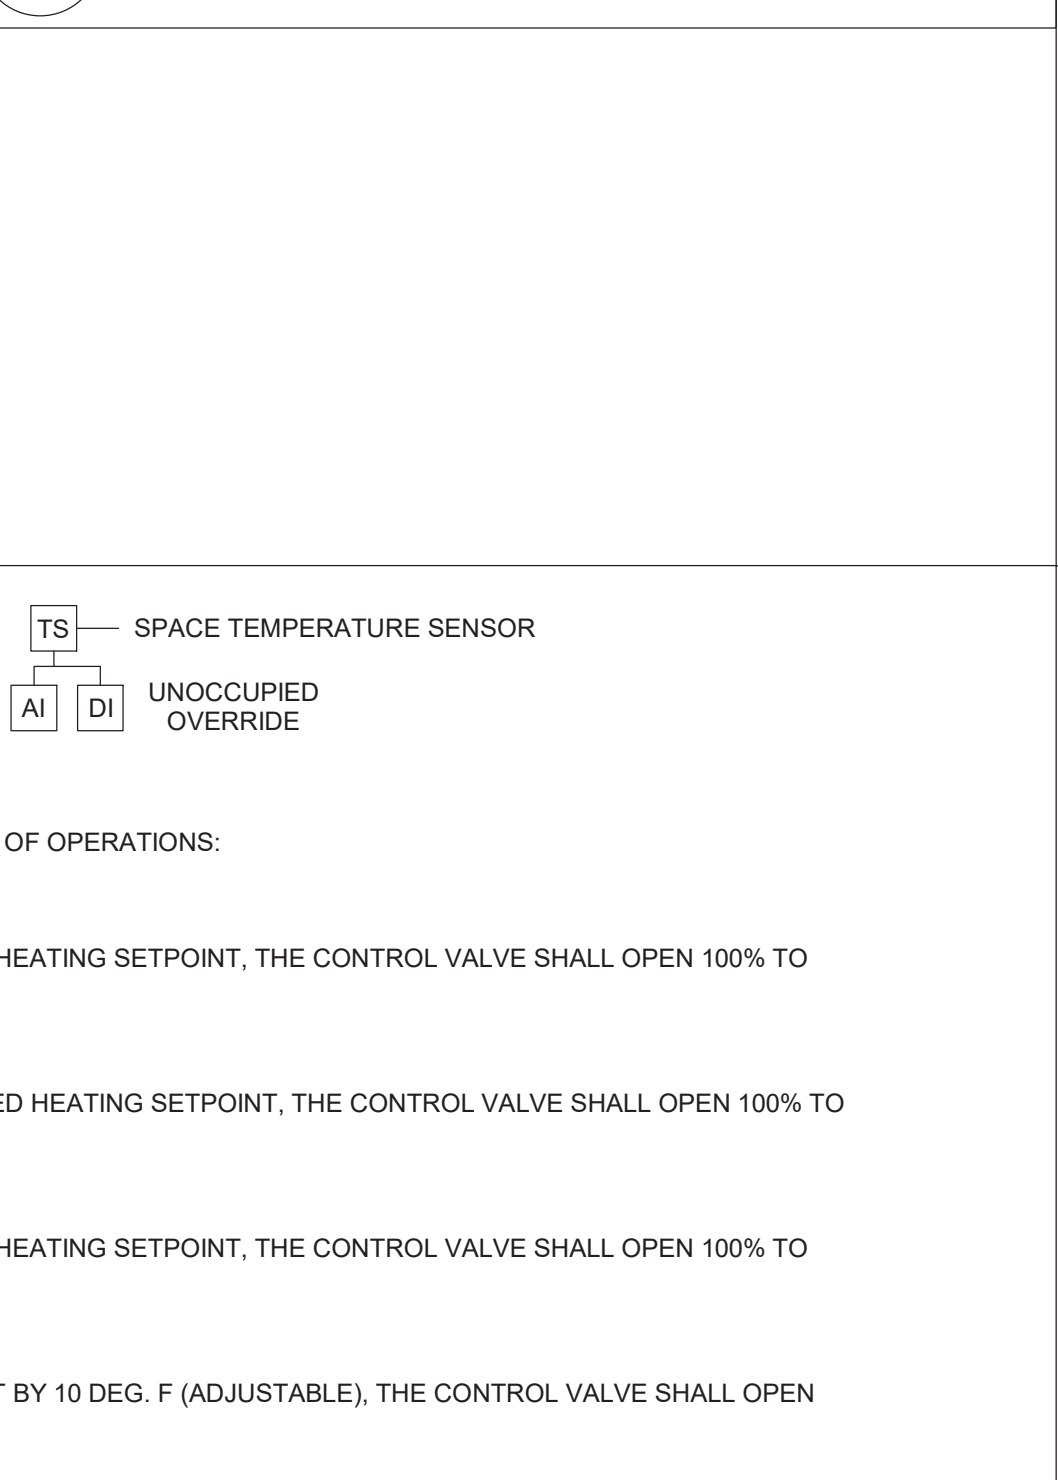 TS SPACE TEMPERATURE SENSOR
AI DI UNOCCUPIED
OVERRIDE
OF OPERATIONS:
HEATING SETPOINT, THE CONTROL VALVE SHALL OPEN 100% TO
ED HEATING SETPOINT, THE CONTROL VALVE SHALL OPEN 100% TO
HEATING SETPOINT, THE CONTROL VALVE SHALL OPEN 100% TO
T BY 10 DEG. F (ADJUSTABLE), THE CONTROL VALVE SHALL OPEN